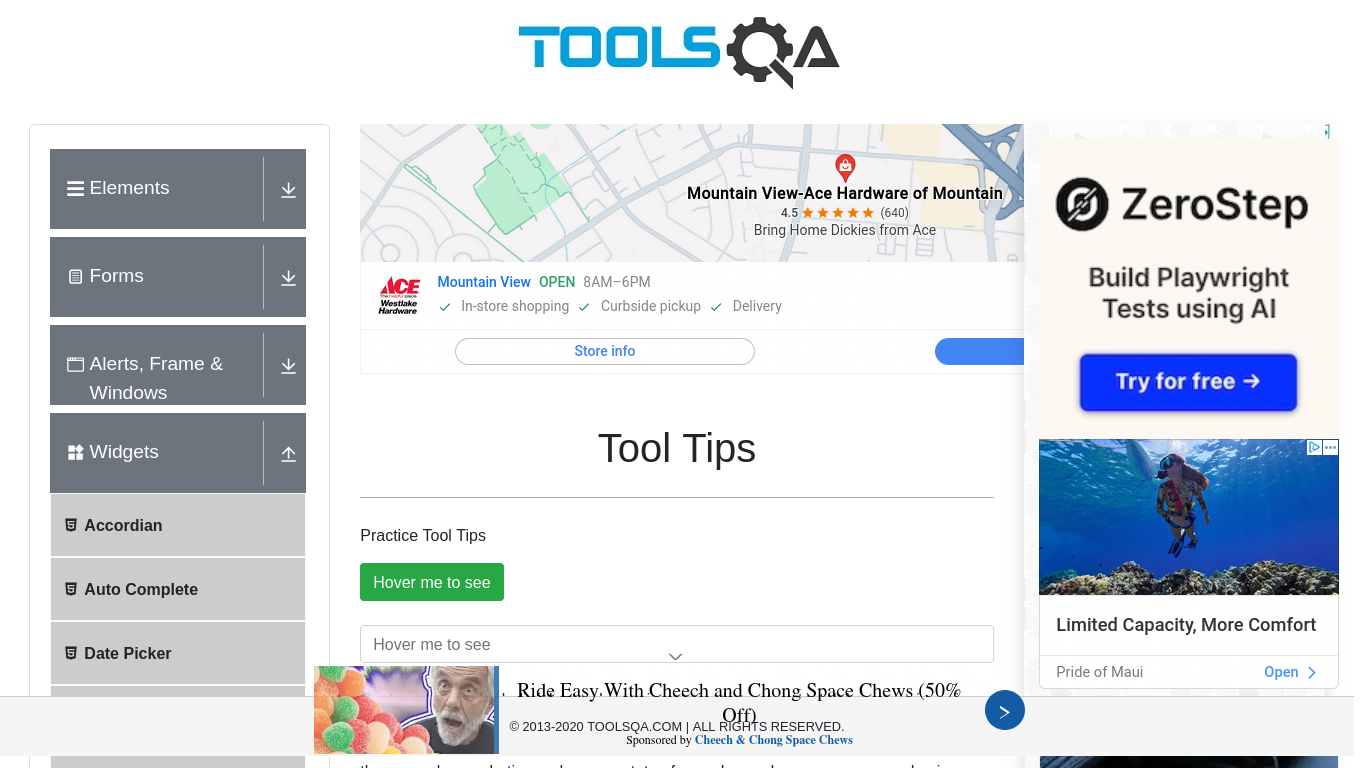 TOOLSQA
Elements
Forms
Alerts, Frame &
Windows
Widgets
Accordian
Auto Complete
Date Picker
Mountain View-Ace Hardware of Mountain
4.5 (640)
Bring Home Dickies from Ace
ACE
The helpful place.
Westlake
Hardware
Mountain View OPEN 8AM–6PM
In-store shopping Curbside pickup Delivery
Store info
Tool Tips
Practice Tool Tips
Hover me to see
Hover me to see
ZeroStep
Build Playwright
Tests using AI
Try for free →
Limited Capacity, More Comfort
Pride of Maui Open
Ride Easy With Cheech and Chong Space Chews (50%
Off)
© 2013-2020 TOOLSQA.COM | ALL RIGHTS RESERVED.
Sponsored by Cheech & Chong Space Chews